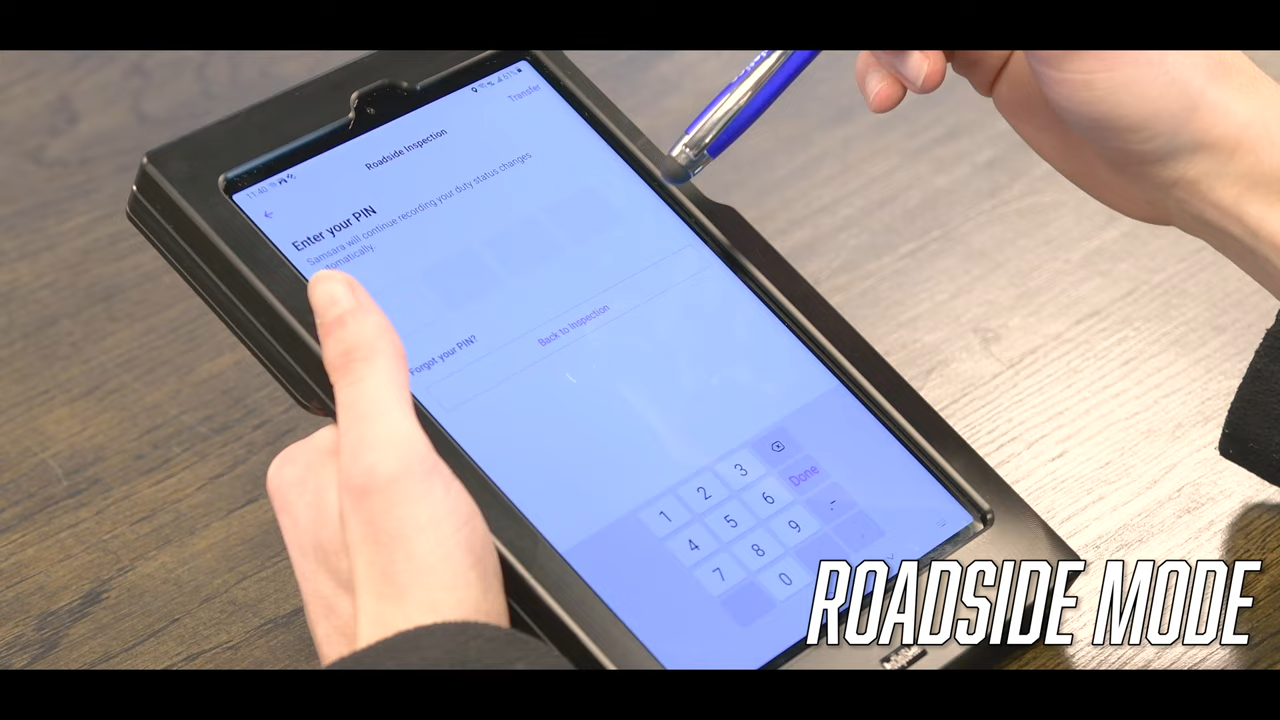 11:40
61%
Transfer
Roadside Inspection
Enter your PIN
Samsara will continue recording your duty status changes
automatically.
Forgot your PIN?
Back to Inspection
1 2 3
4 5 6 Done
7 8 9 .-
0 ,
ROADSIDE MODE